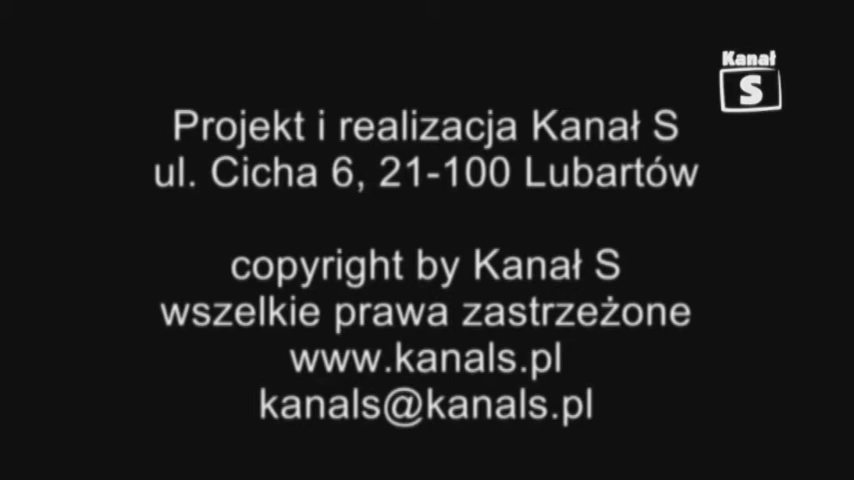 Kanał
S
Projekt i realizacja Kanał S
ul. Cicha 6, 21-100 Lubartów
copyright by Kanał S
wszelkie prawa zastrzeżone
www.kanals.pl
kanals@kanals.pl